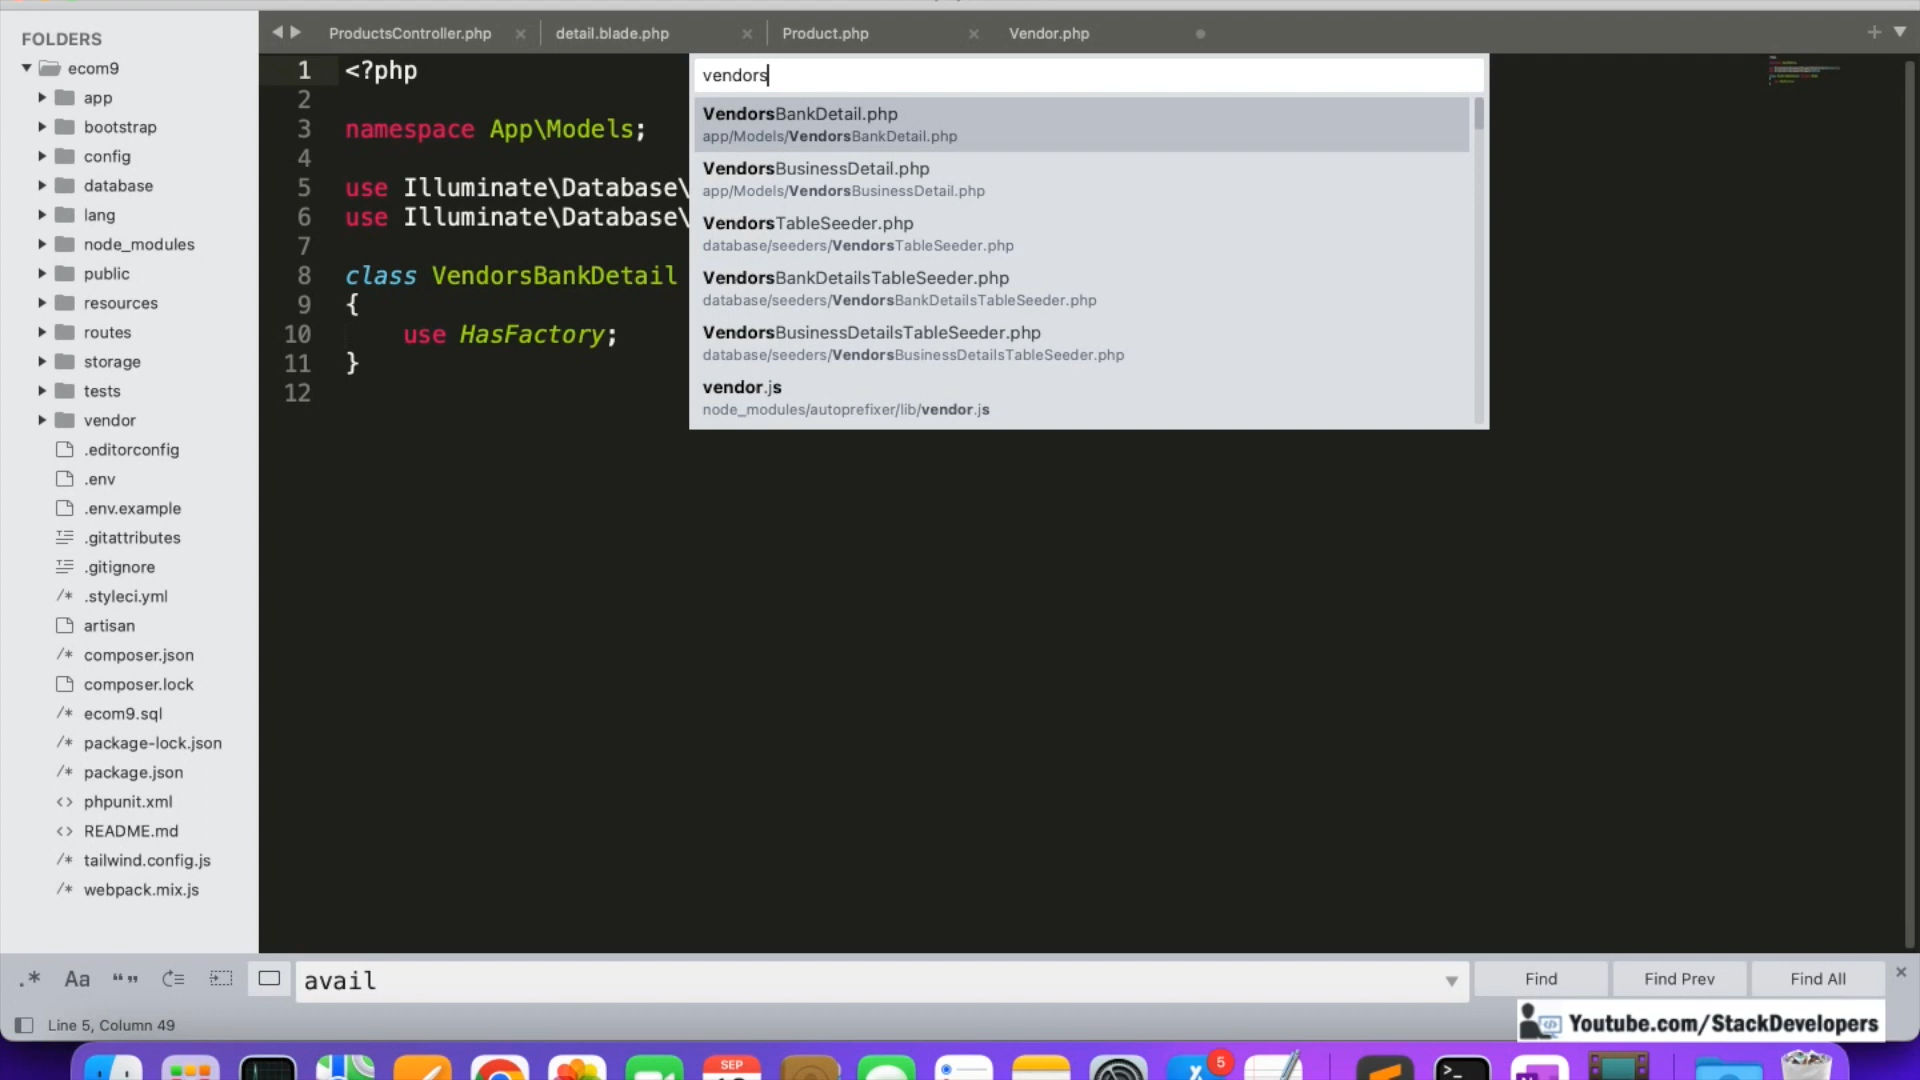 FOLDERS
ecom9
app
bootstrap
config
database
lang
node_modules
public
resources
routes
storage
tests
vendor
.editorconfig
.env
.env.example
.gitattributes
.gitignore
/* .styleci.yml
artisan
/* composer.json
composer.lock
/* ecom9.sql
/* package-lock.json
/* package.json
<> phpunit.xml
<> README.md
/* tailwind.config.js
/* webpack.mix.js
ProductsController.php
detail.blade.php
Product.php
Vendor.php
1 <?php
2
3 namespace App\Models;
4
5 use Illuminate\Database\
6 use Illuminate\Database\
7
8 class VendorsBankDetail
9 {
10 use HasFactory;
11 }
12
vendors
VendorsBankDetail.php
app/Models/VendorsBankDetail.php
VendorsBusinessDetail.php
app/Models/VendorsBusinessDetail.php
VendorsTableSeeder.php
database/seeders/VendorsTableSeeder.php
VendorsBankDetailsTableSeeder.php
database/seeders/VendorsBankDetailsTableSeeder.php
VendorsBusinessDetailsTableSeeder.php
database/seeders/VendorsBusinessDetailsTableSeeder.php
vendor.js
node_modules/autoprefixer/lib/vendor.js
.* Aa “” avail Find Find Prev Find All
Line 5, Column 49
Youtube.com/StackDevelopers
SEP
5
>_